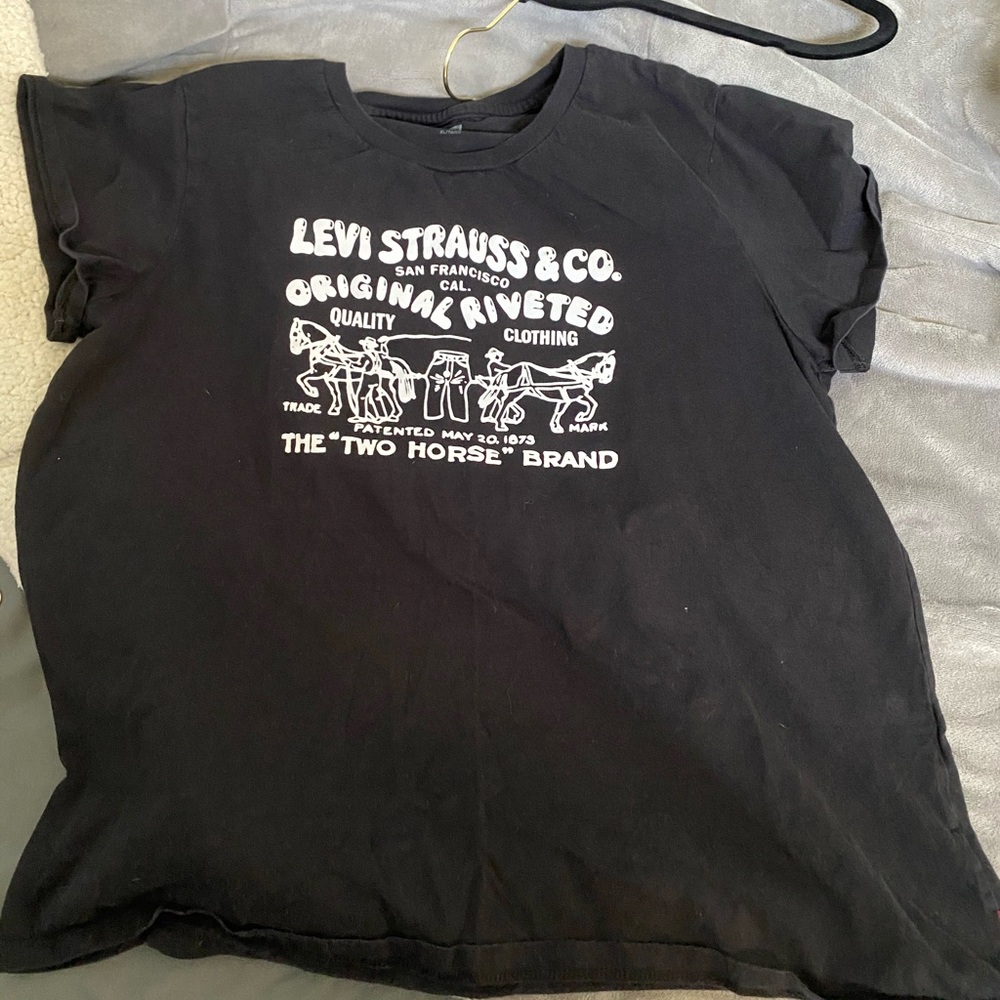 LEVI STRAUSS & CO.
SAN FRANCISCO
CAL.
ORIGINAL RIVETED
QUALITY CLOTHING
TRADE MARK
PATENTED MAY 20, 1873
THE "TWO HORSE" BRAND